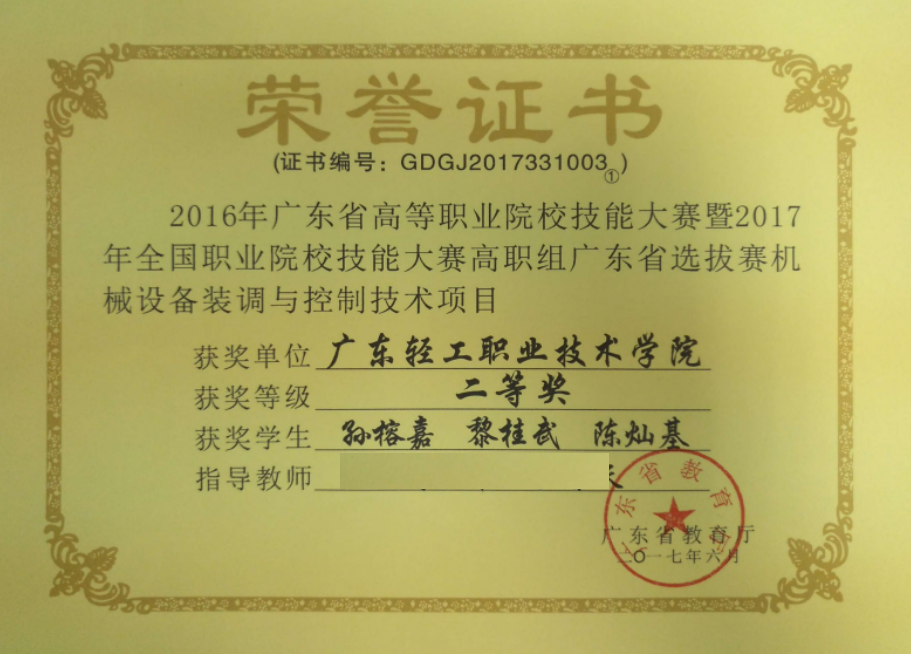 荣誉证书
(证书编号：GDGJ2017331003①)
2016年广东省高等职业院校技能大赛暨2017
年全国职业院校技能大赛高职组广东省选拔赛机
械设备装调与控制技术项目
获奖单位 广东轻工职业技术学院
获奖等级 二等奖
获奖学生 孙榕嘉 黎桂武 陈灿基
指导教师
广东省教育厅
广东省教育厅
二〇一七年六月